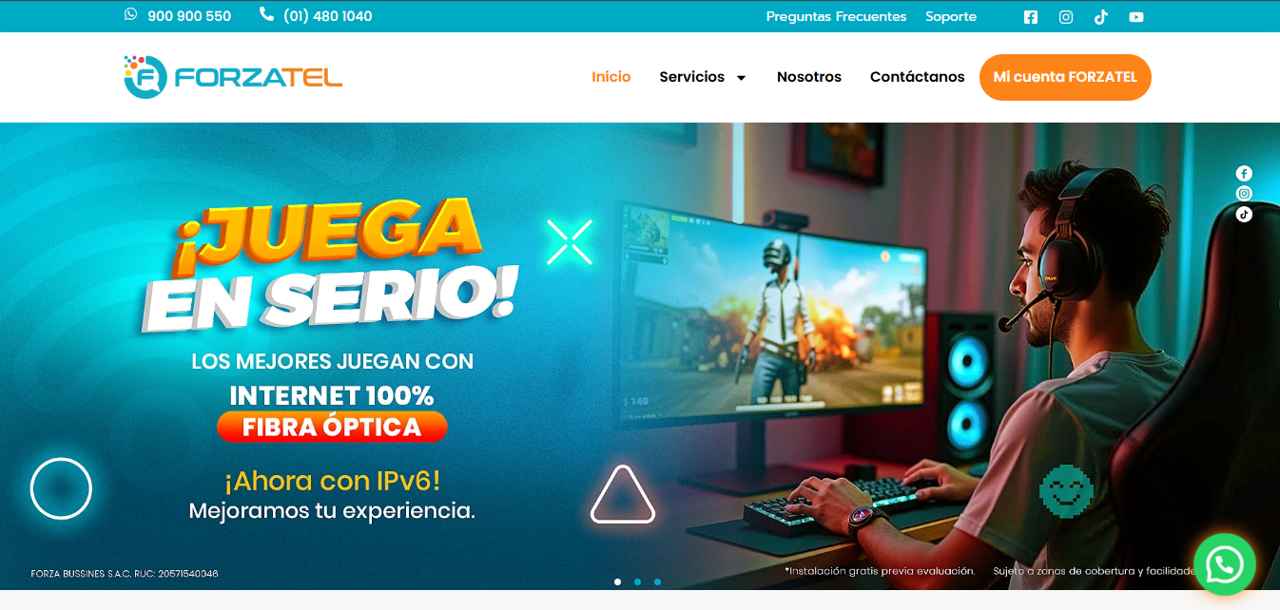 900 900 550 (01) 480 1040 Preguntas Frecuentes Soporte
FORZATEL
Inicio Servicios Nosotros Contáctanos Mi cuenta FORZATEL
¡JUEGA
EN SERIO!
LOS MEJORES JUEGAN CON
INTERNET 100%
FIBRA ÓPTICA
¡Ahora con IPv6!
Mejoramos tu experiencia.
FORZA BUSSINES S.A.C. RUC: 20571540046
*Instalación gratis previa evaluación. Sujeto a zonas de cobertura y facilidade